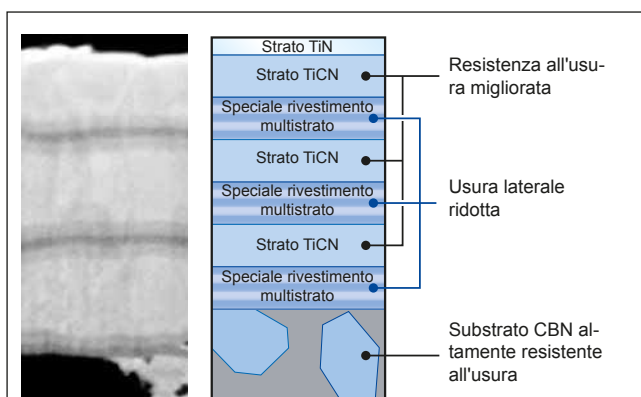 Strato TiN
Strato TiCN
Speciale rivestimento
multistrato
Strato TiCN
Speciale rivestimento
multistrato
Strato TiCN
Speciale rivestimento
multistrato
Resistenza all'usu-
ra migliorata
Usura laterale
ridotta
Substrato CBN al-
tamente resistente
all'usura